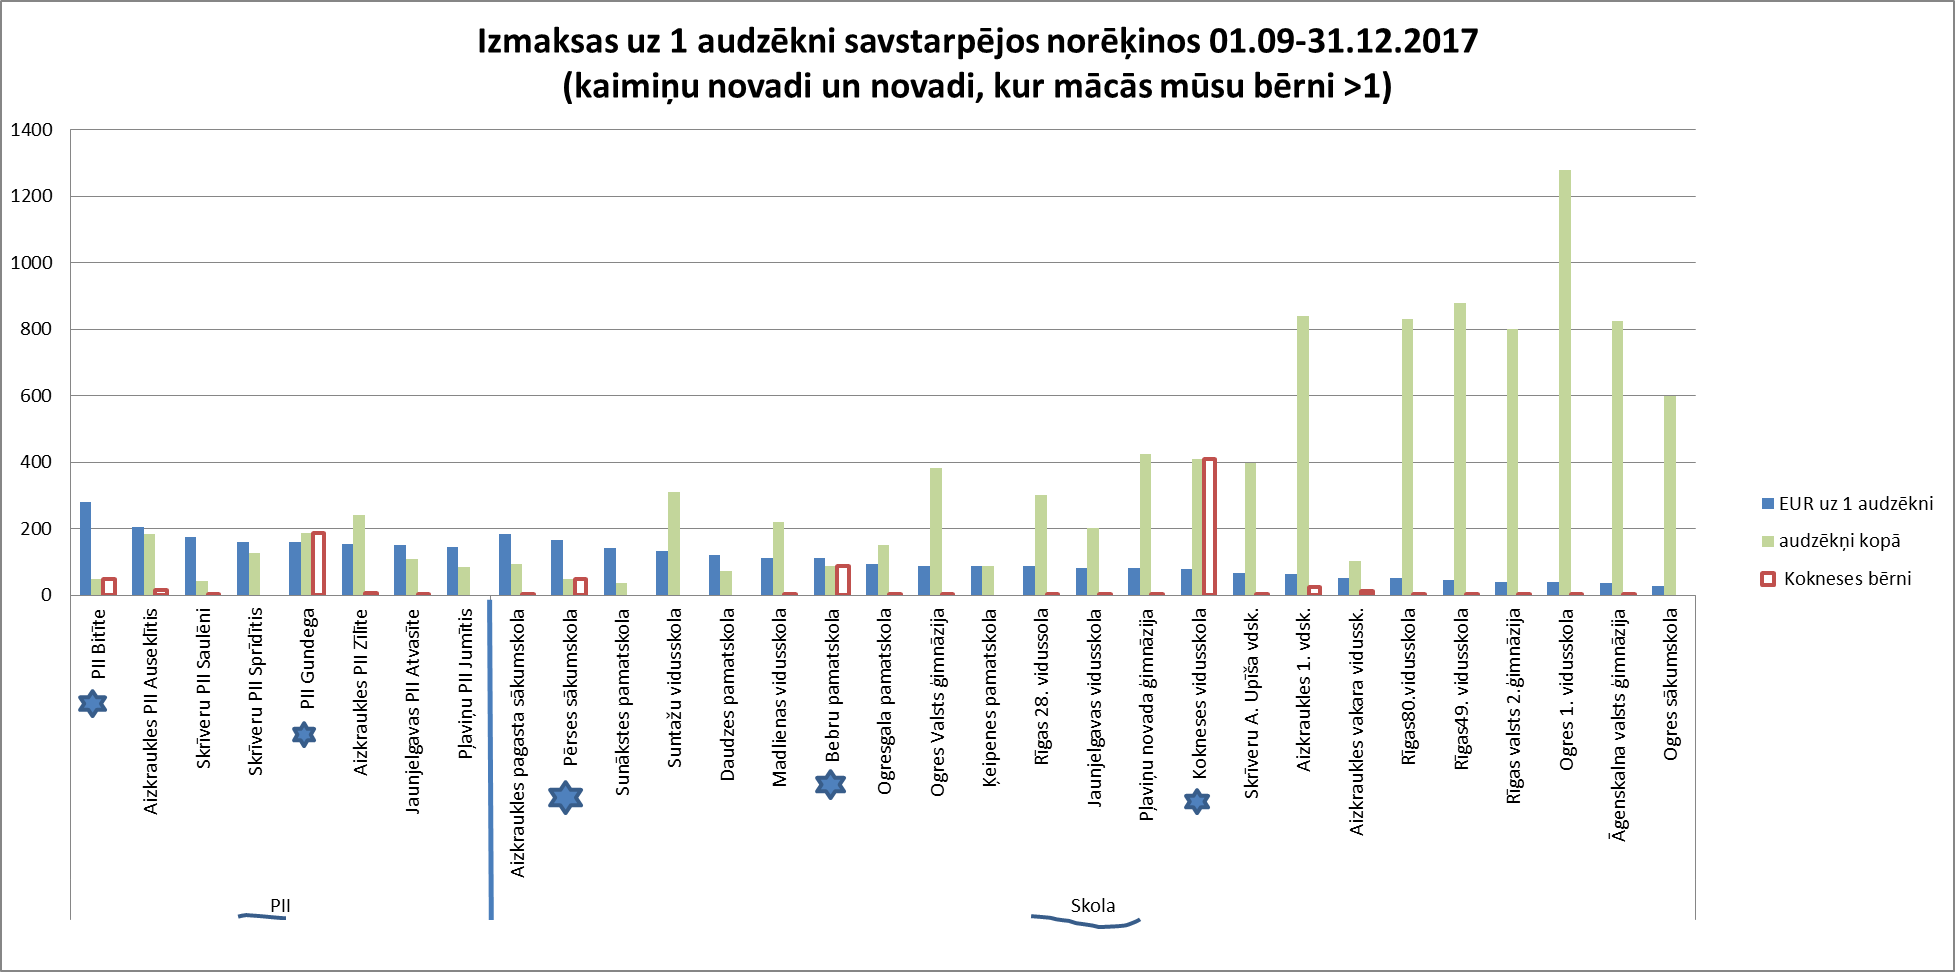 Izmaksas uz 1 audzēkni savstarpējos norēķinos 01.09-31.12.2017
(kaimiņu novadi un novadi, kur mācās mūsu bērni >1)
1400
1200
1000
800
600
400
200
0
EUR uz 1 audzēkni
audzēkņi kopā
Kokneses bērni
PII Bitīte
Aizkraukles PII Auseklītis
Skrīveru PII Saulēni
Skrīveru PII Sprīdītis
PII Gundega
Aizkraukles PII Zīlīte
Jaunjelgavas PII Atvasīte
Pļaviņu PII Jumītis
Aizkraukles pagasta sākumskola
Pērses sākumskola
Sunākstes pamatskola
Suntažu vidusskola
Daudzes pamatskola
Madlienas vidusskola
Bebru pamatskola
Ogresgala pamatskola
Ogres Valsts ģimnāzija
Ķeipenes pamatskola
Rīgas 28. vidussola
Jaunjelgavas vidusskola
Pļaviņu novada ģimnāzija
Kokneses vidusskola
Skrīveru A. Upīša vdsk.
Aizkraukles 1. vdsk.
Aizkraukles vakara vidussk.
Rīgas80.vidusskola
Rīgas49. vidusskola
Rīgas valsts 2.ģimnāzija
Ogres 1. vidusskola
Āgenskalna valsts ģimnāzija
Ogres sākumskola
PII
Skola